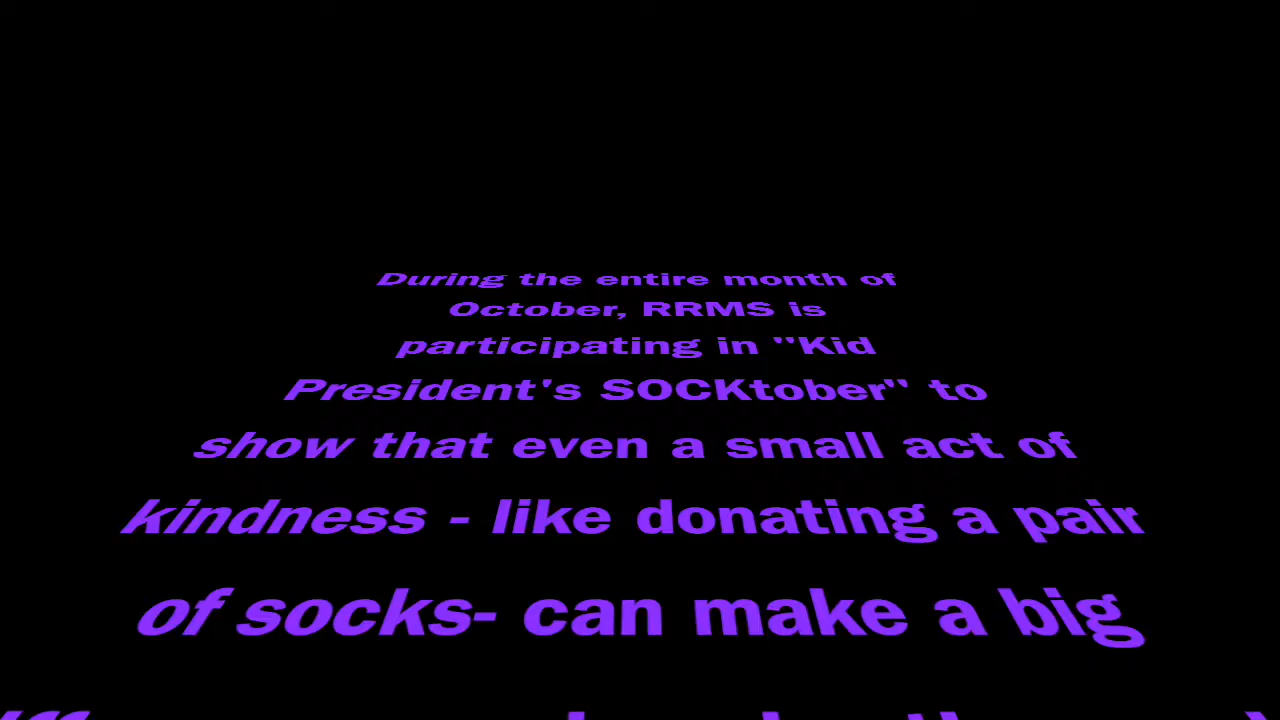 During the entire month of
October, RRMS is
participating in "Kid
President's SOCKtober" to
show that even a small act of
kindness - like donating a pair
of socks- can make a big